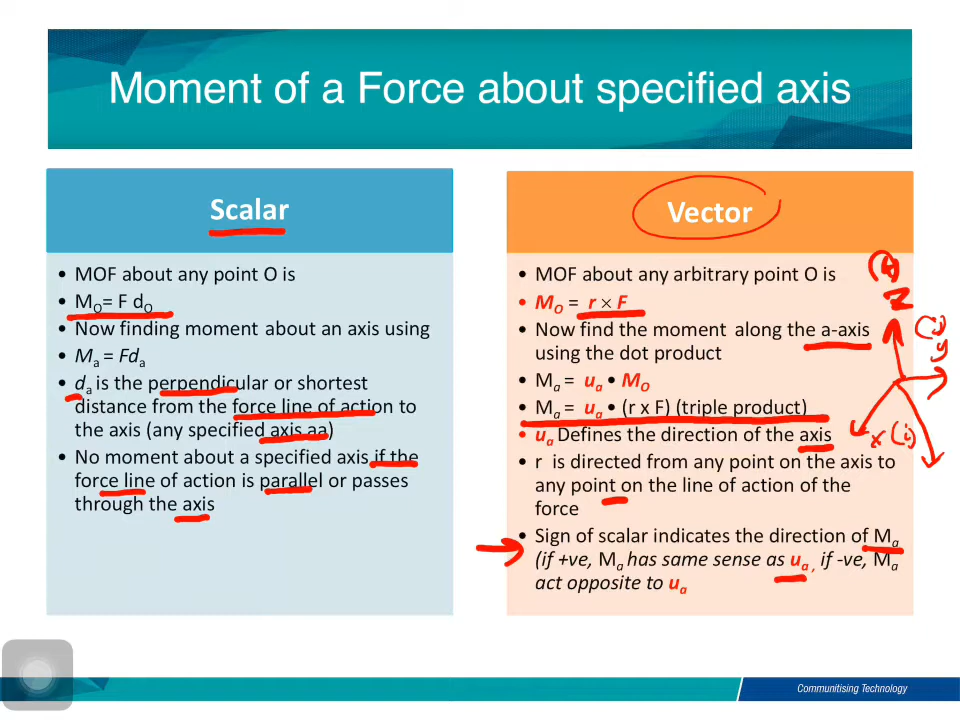 Moment of a Force about specified axis
Scalar
• MOF about any point O is
• MO= F dO
• Now finding moment about an axis using
• Ma = Fda
• da is the perpendicular or shortest
distance from the force line of action to
the axis (any specified axis aa)
• No moment about a specified axis if the
force line of action is parallel or passes
through the axis
Vector
• MOF about any arbitrary point O is
• MO = r × F
• Now find the moment along the a-axis
using the dot product
• Ma = ua • MO
• Ma = ua • (r x F) (triple product)
• ua Defines the direction of the axis
• r is directed from any point on the axis to
any point on the line of action of the
force
• Sign of scalar indicates the direction of Ma
(if +ve, Ma has same sense as ua , if -ve, Ma
act opposite to ua
z
y (j)
x (i)
Communitising Technology